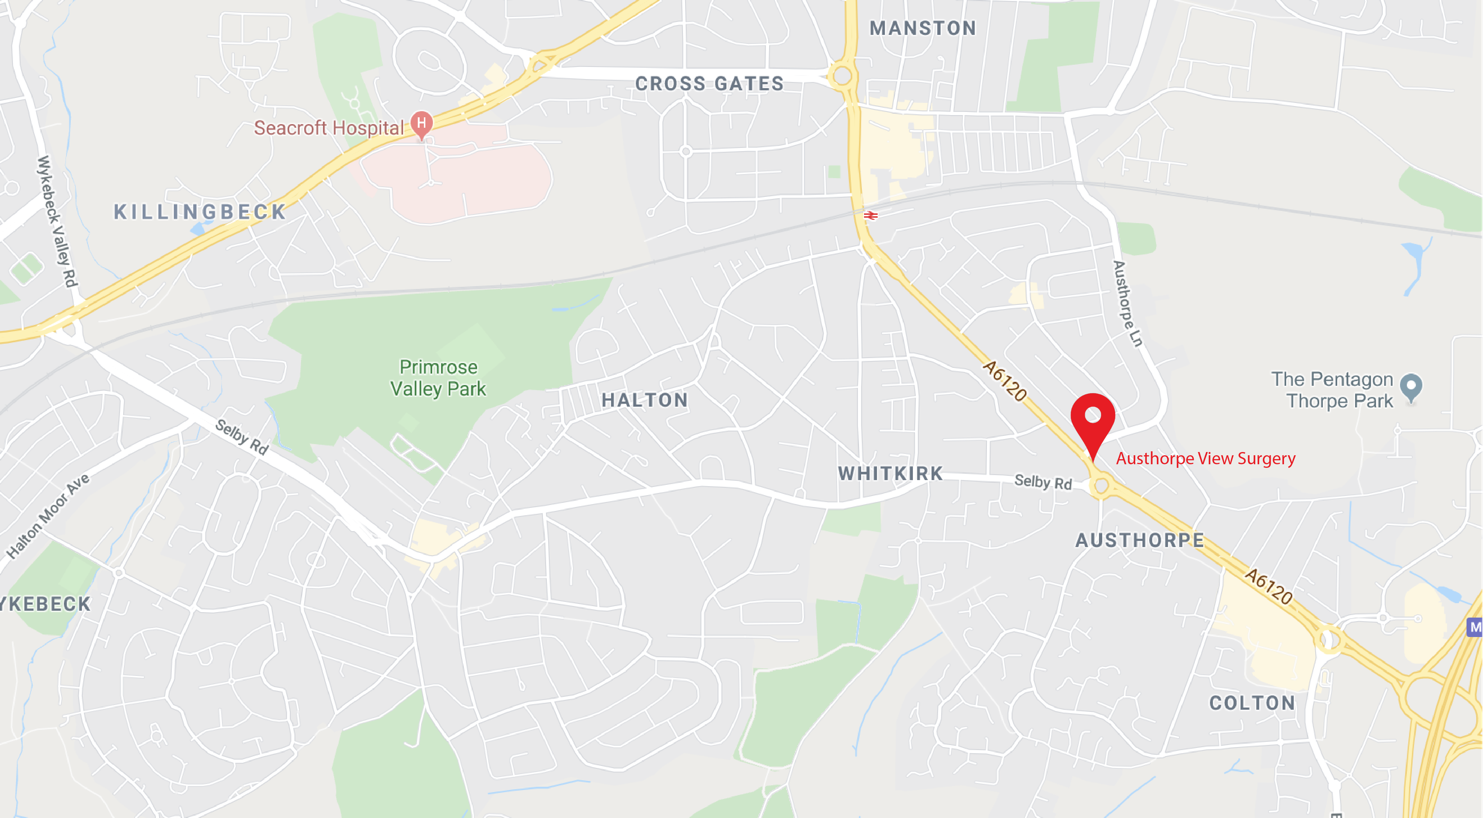 MANSTON
CROSS GATES
Seacroft Hospital
H
Wykebeck Valley Rd
KILLINGBECK
Austhorpe Ln
Primrose
Valley Park
A6120
The Pentagon
Thorpe Park
HALTON
Selby Rd
Austhorpe View Surgery
WHITKIRK
Selby Rd
Halton Moor Ave
AUSTHORPE
A6120
YKEBECK
M
COLTON